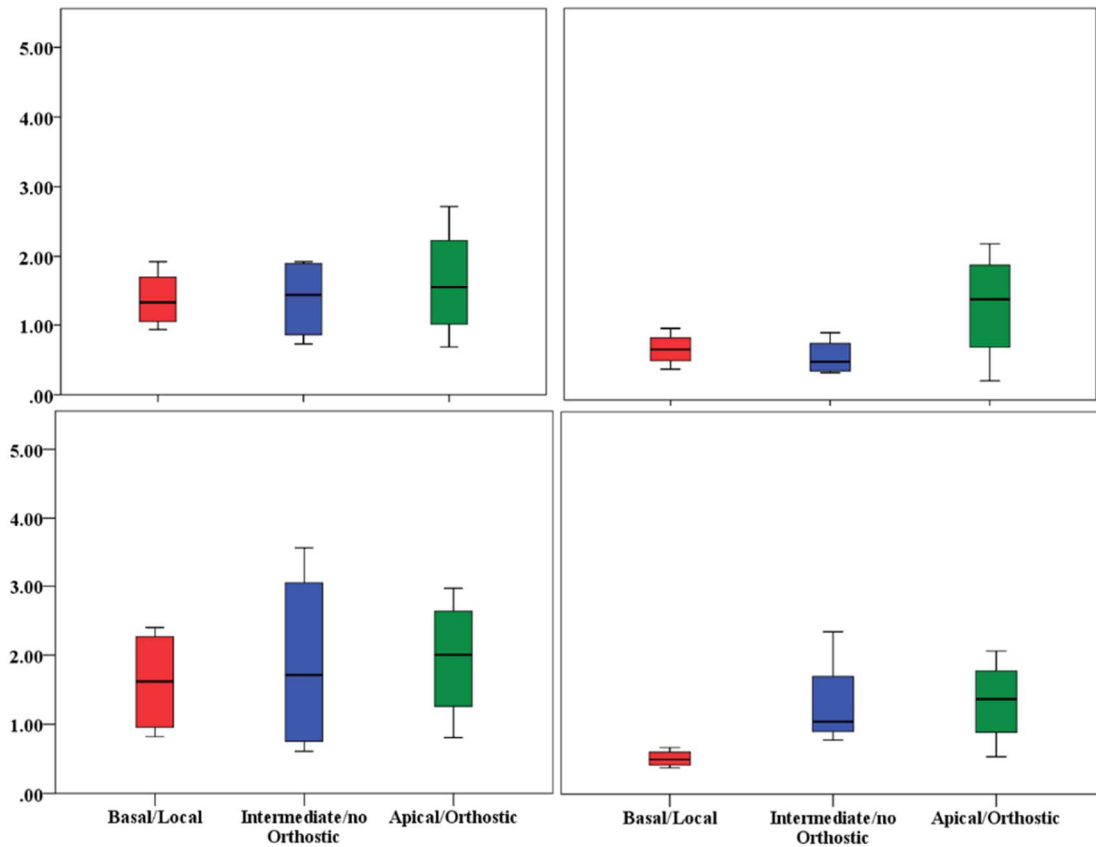 5.00
4.00
3.00
2.00
1.00
.00
5.00
4.00
3.00
2.00
1.00
.00
Basal/Local
Intermediate/no
Orthostic
Apical/Orthostic
Basal/Local
Intermediate/no
Orthostic
Apical/Orthostic